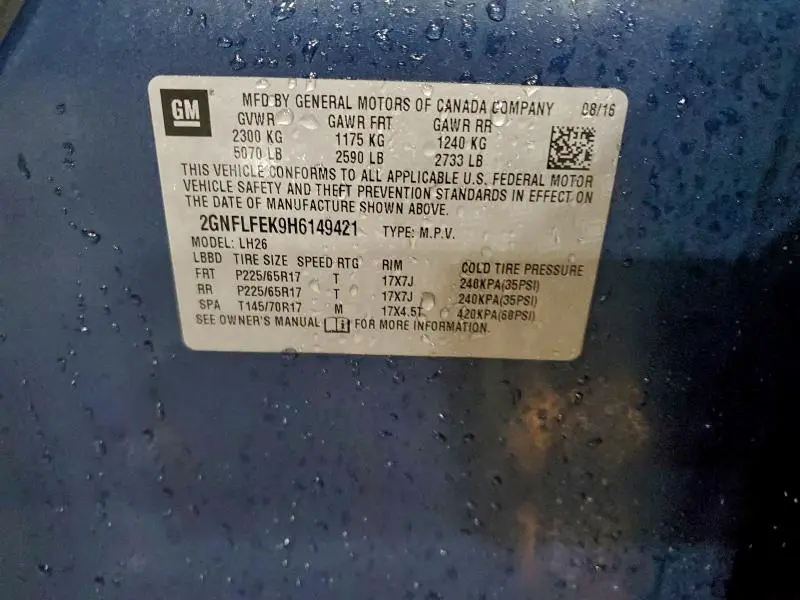 GM MFD BY GENERAL MOTORS OF CANADA COMPANY 08/16
GVWR GAWR FRT GAWR RR
2300 KG 1175 KG 1240 KG
5070 LB 2590 LB 2733 LB
THIS VEHICLE CONFORMS TO ALL APPLICABLE U.S. FEDERAL MOTOR
VEHICLE SAFETY AND THEFT PREVENTION STANDARDS IN EFFECT ON
THE DATE OF MANUFACTURE SHOWN ABOVE.
2GNFLFEK9H6149421 TYPE: M.P.V.
MODEL: LH26
LBBD TIRE SIZE SPEED RTG RIM COLD TIRE PRESSURE
FRT P225/65R17 T 17X7J 240KPA(35PSI)
RR P225/65R17 T 17X7J 240KPA(35PSI)
SPA T145/70R17 M 17X4.5T 420KPA(60PSI)
SEE OWNER'S MANUAL FOR MORE INFORMATION.